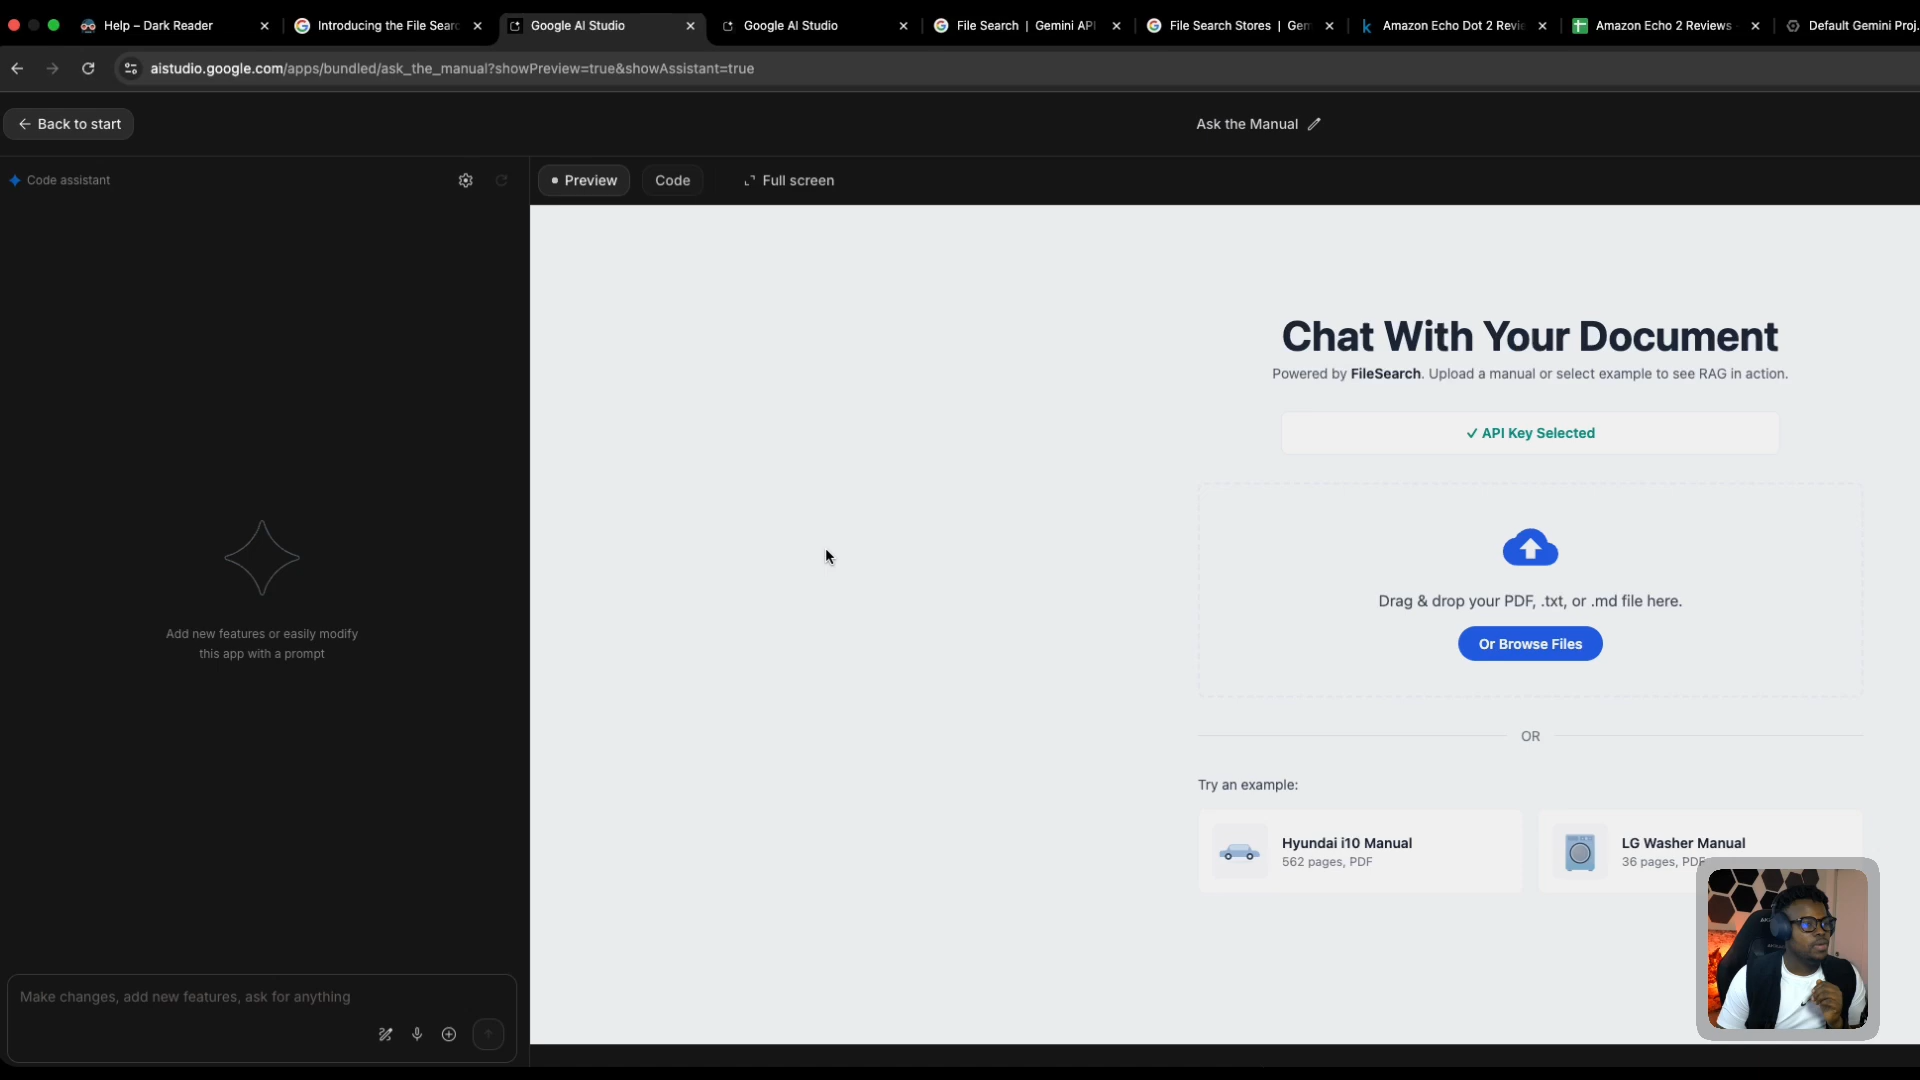 Help – Dark Reader
Introducing the File Searc
Google AI Studio
Google AI Studio
File Search | Gemini API
File Search Stores | Gem
Amazon Echo Dot 2 Revie
Amazon Echo 2 Reviews
Default Gemini Proj
aistudio.google.com/apps/bundled/ask_the_manual?showPreview=true&showAssistant=true
Back to start
Ask the Manual
Code assistant
Preview
Code
Full screen
Chat With Your Document
Powered by FileSearch. Upload a manual or select example to see RAG in action.
✓ API Key Selected
Drag & drop your PDF, .txt, or .md file here.
Or Browse Files
OR
Try an example:
Hyundai i10 Manual
562 pages, PDF
LG Washer Manual
36 pages, PDF
Add new features or easily modify
this app with a prompt
Make changes, add new features, ask for anything